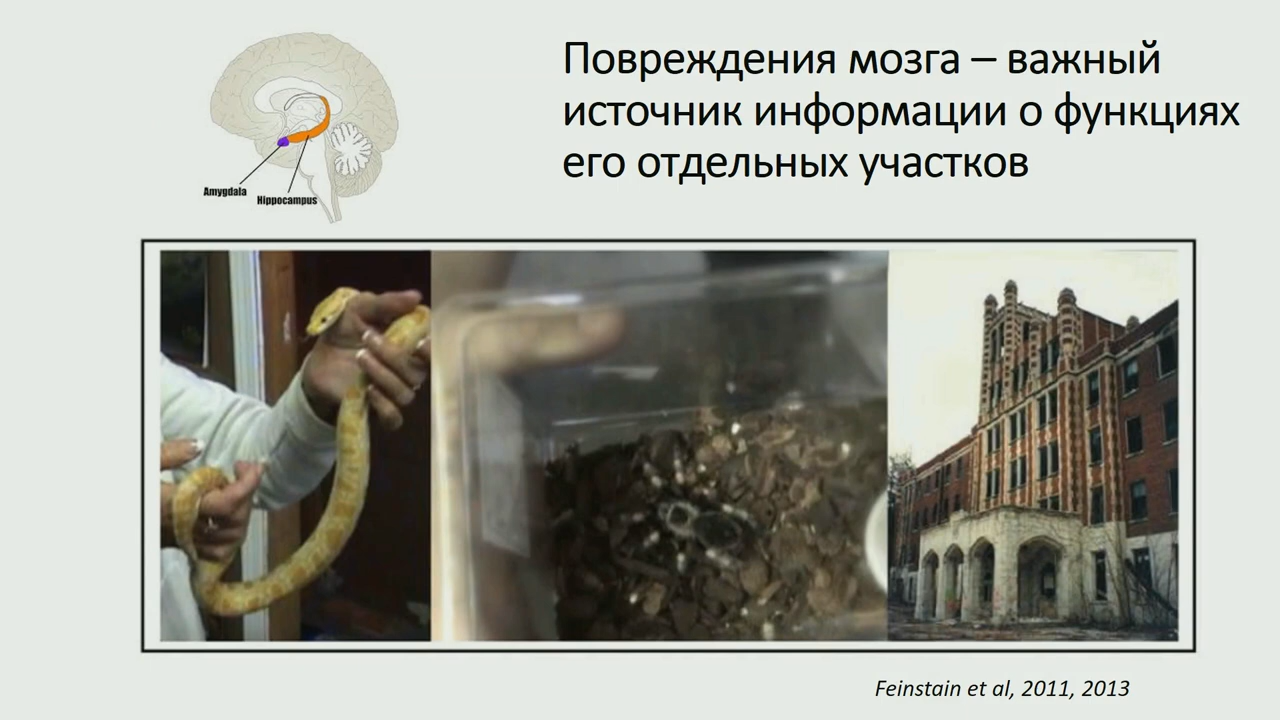 Повреждения мозга – важный
источник информации о функциях
его отдельных участков
Amygdala
Hippocampus
Feinstain et al, 2011, 2013